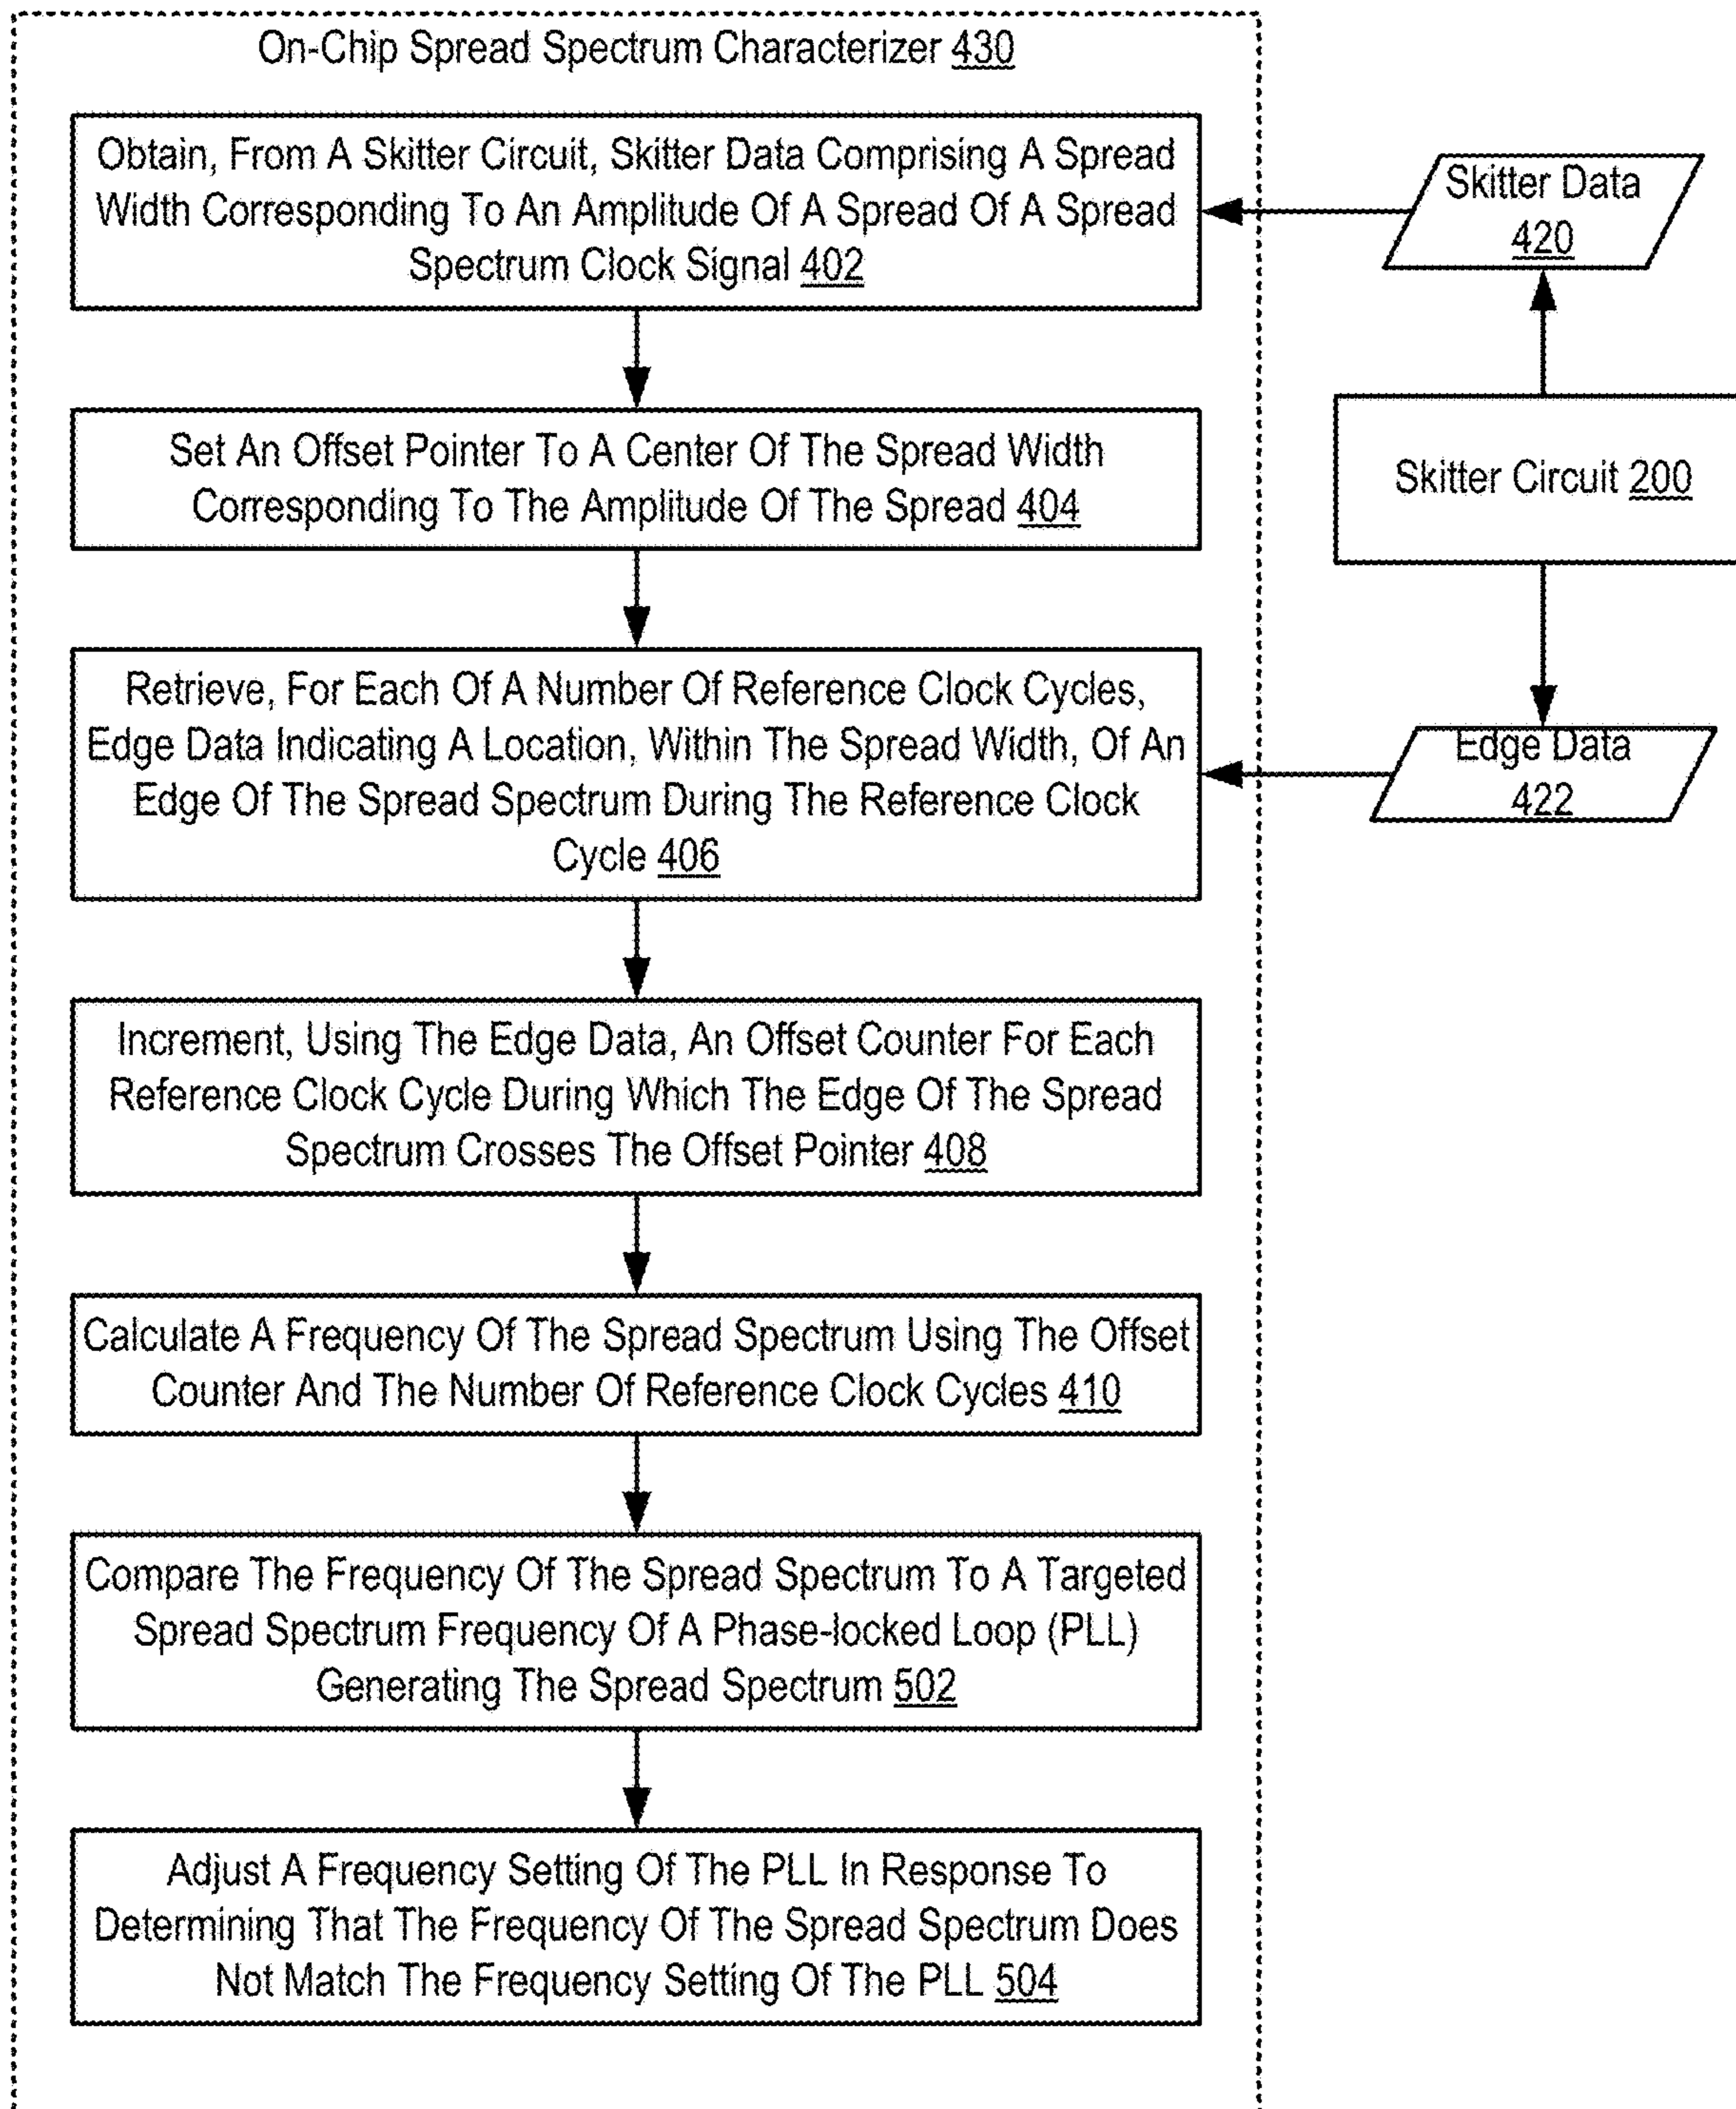 On-Chip Spread Spectrum Characterizer 430
Obtain, From A Skitter Circuit, Skitter Data Comprising A Spread
Width Corresponding To An Amplitude Of A Spread Of A Spread
Spectrum Clock Signal 402
Skitter Data
420
Set An Offset Pointer To A Center Of The Spread Width
Corresponding To The Amplitude Of The Spread 404
Skitter Circuit 200
Retrieve, For Each Of A Number Of Reference Clock Cycles,
Edge Data Indicating A Location, Within The Spread Width, Of An
Edge Of The Spread Spectrum During The Reference Clock
Cycle 406
Edge Data
422
Increment, Using The Edge Data, An Offset Counter For Each
Reference Clock Cycle During Which The Edge Of The Spread
Spectrum Crosses The Offset Pointer 408
Calculate A Frequency Of The Spread Spectrum Using The Offset
Counter And The Number Of Reference Clock Cycles 410
Compare The Frequency Of The Spread Spectrum To A Targeted
Spread Spectrum Frequency Of A Phase-locked Loop (PLL)
Generating The Spread Spectrum 502
Adjust A Frequency Setting Of The PLL In Response To
Determining That The Frequency Of The Spread Spectrum Does
Not Match The Frequency Setting Of The PLL 504